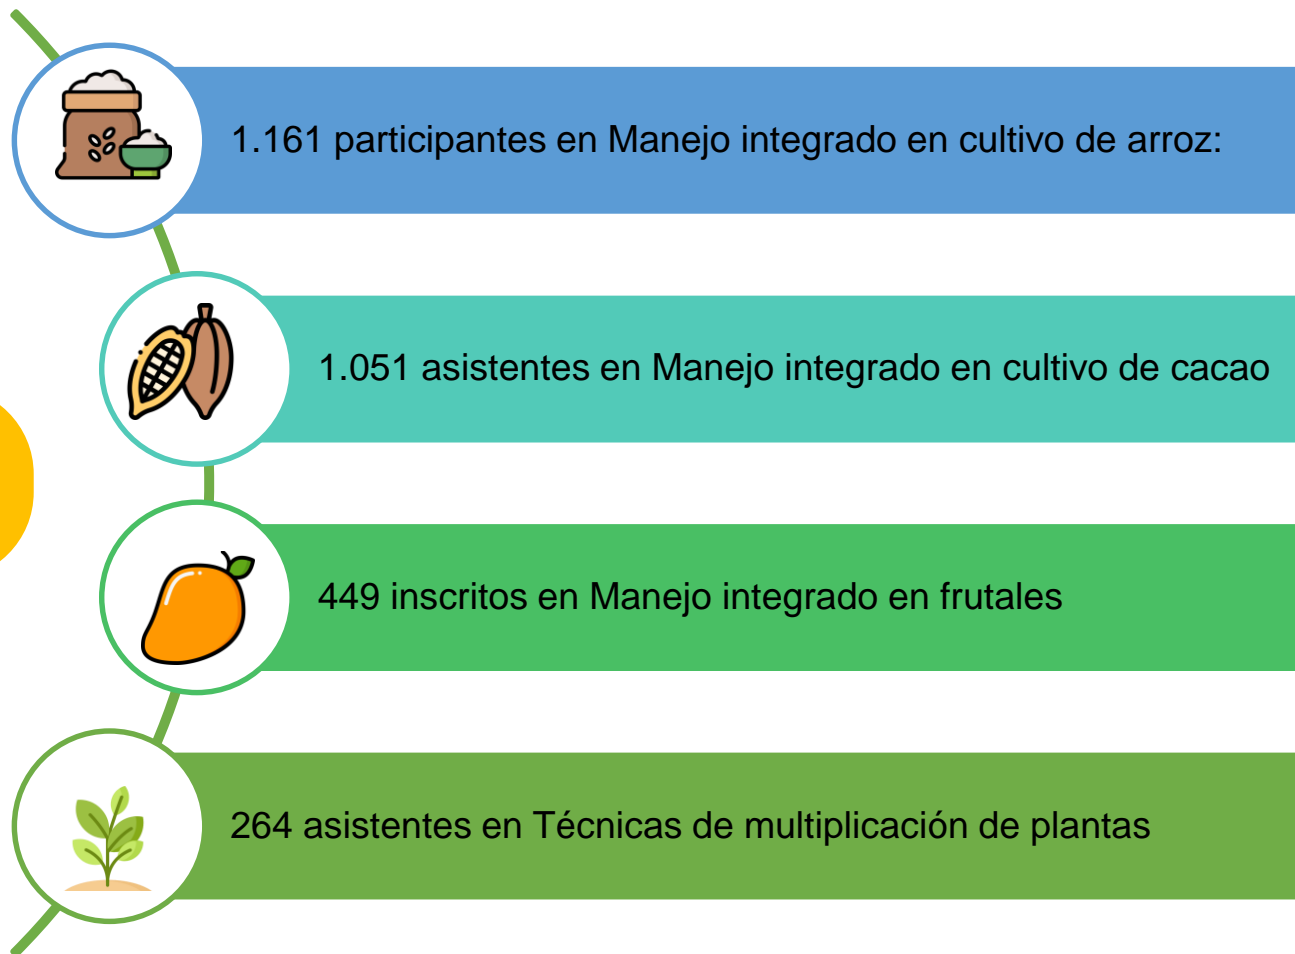 1.161 participantes en Manejo integrado en cultivo de arroz:
1.051 asistentes en Manejo integrado en cultivo de cacao
449 inscritos en Manejo integrado en frutales
264 asistentes en Técnicas de multiplicación de plantas